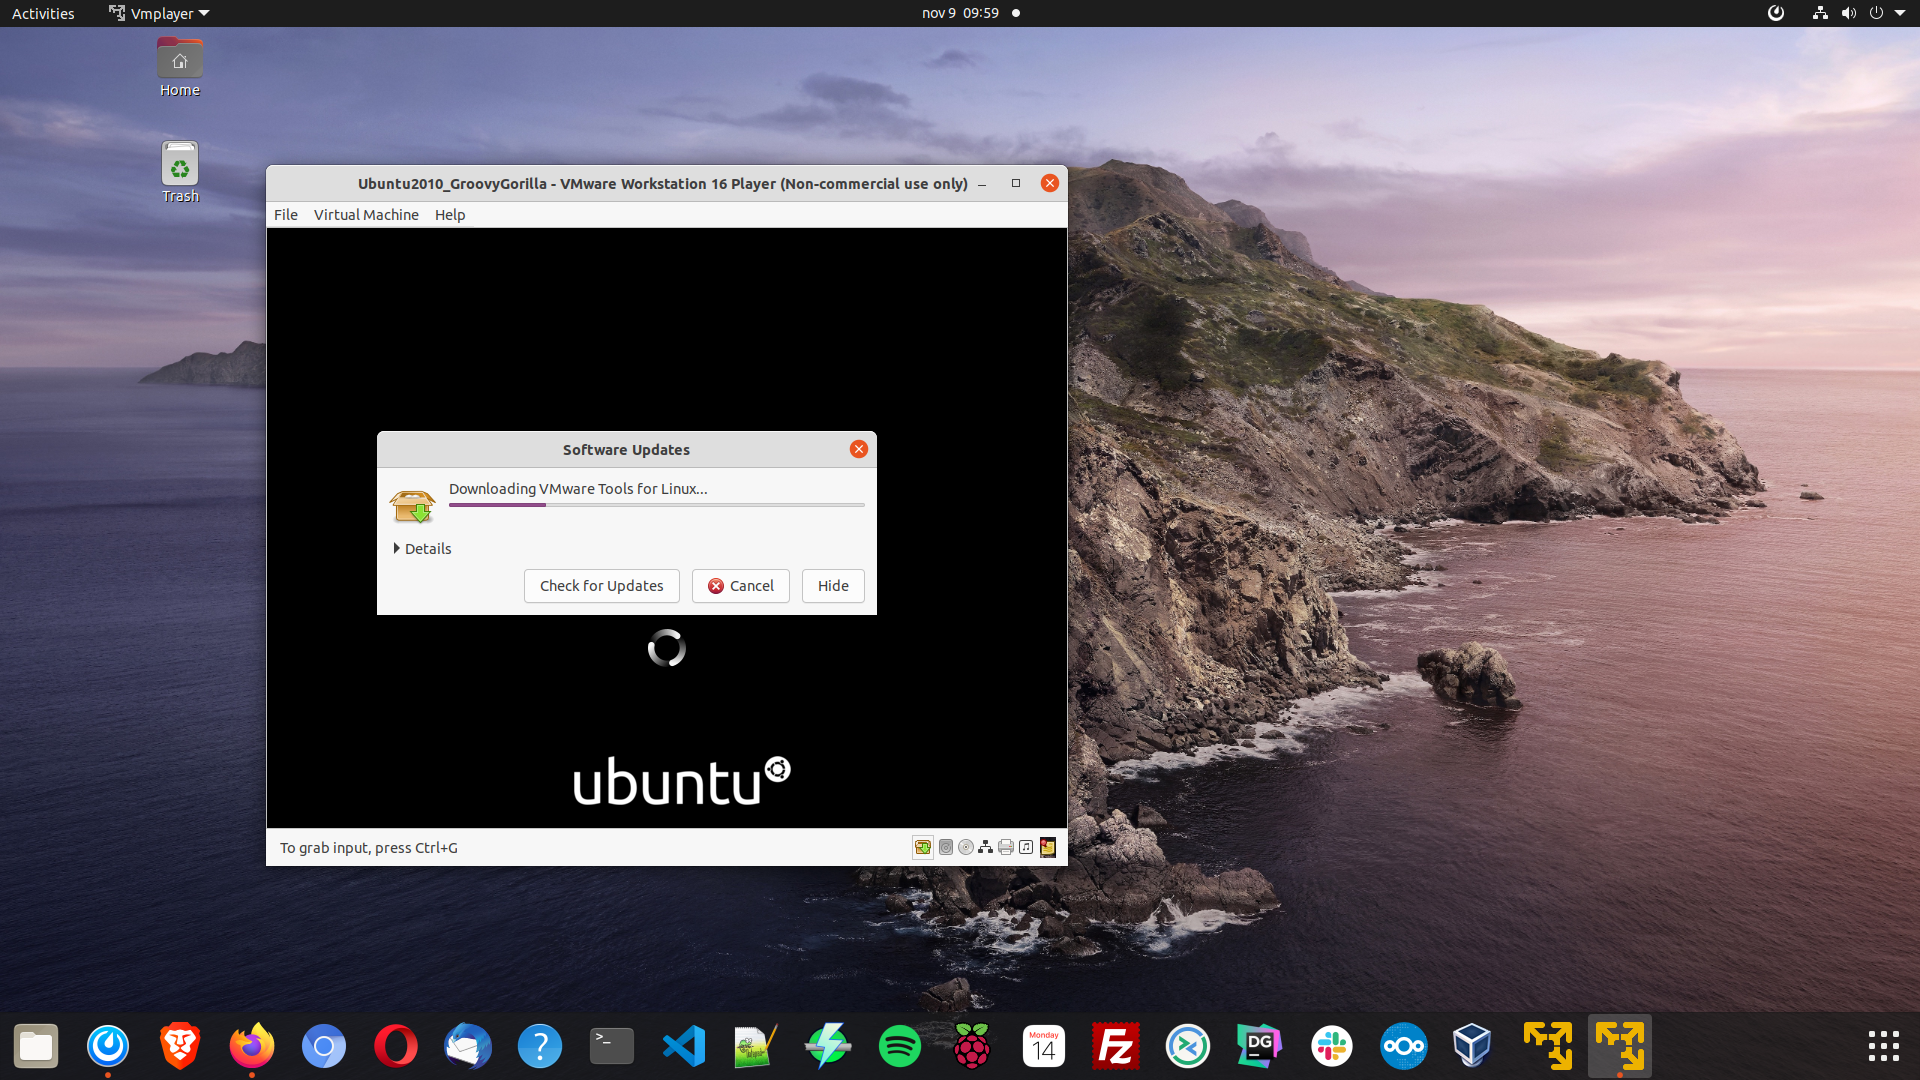 Activities
Vmplayer
nov 9 09:59
Home
Trash
Ubuntu2010_GroovyGorilla - VMware Workstation 16 Player (Non-commercial use only)
File Virtual Machine Help
Software Updates
Downloading VMware Tools for Linux...
Details
Check for Updates
Cancel
Hide
ubuntu
To grab input, press Ctrl+G
?
>_
Monday
14
Fz
DG